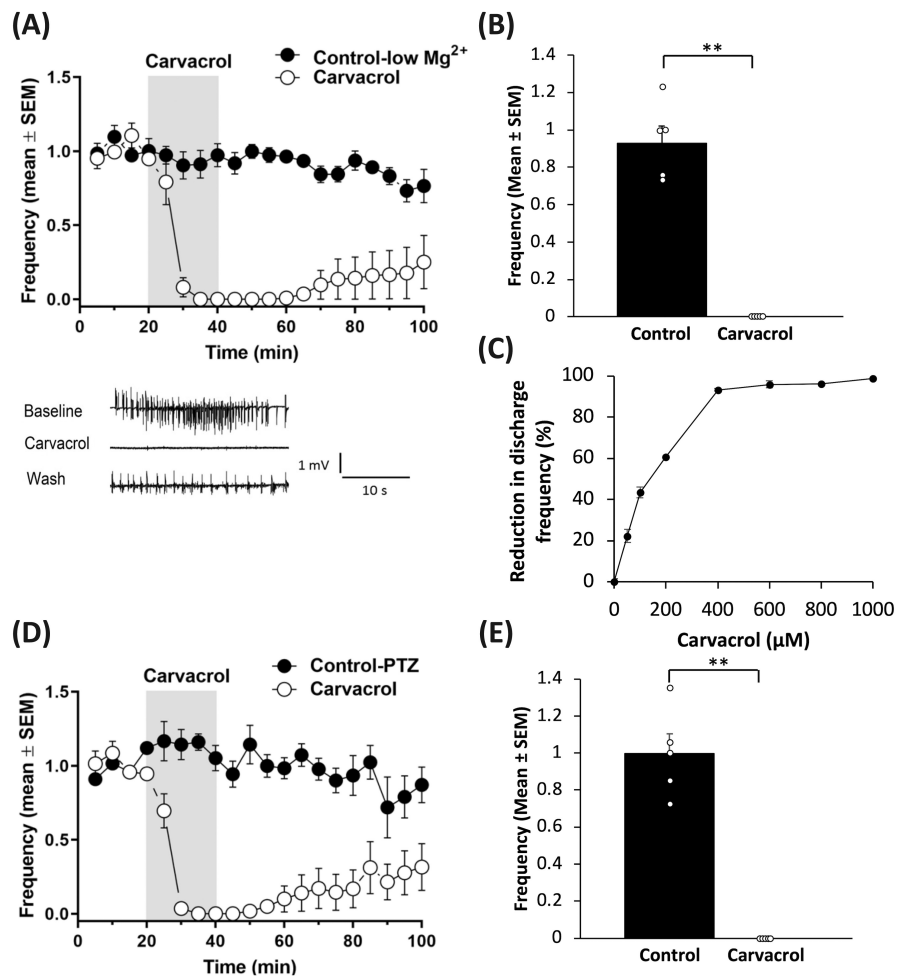 (A)
Carvacrol
Control-low Mg²⁺
Carvacrol
Frequency (mean ± SEM)
1.5
1.0
0.5
0.0
0 20 40 60 80 100
Time (min)
Baseline
Carvacrol
Wash
1 mV
10 s
(B)
**
Frequency (Mean ± SEM)
1.4
1.2
1
0.8
0.6
0.4
0.2
0
Control Carvacrol
(C)
Reduction in discharge
frequency (%)
100
80
60
40
20
0
0 200 400 600 800 1000
Carvacrol (μM)
(D)
Carvacrol
Control-PTZ
Carvacrol
Frequency (mean ± SEM)
1.5
1.0
0.5
0.0
0 20 40 60 80 100
Time (min)
(E)
**
Frequency (Mean ± SEM)
1.4
1.2
1
0.8
0.6
0.4
0.2
0
Control Carvacrol